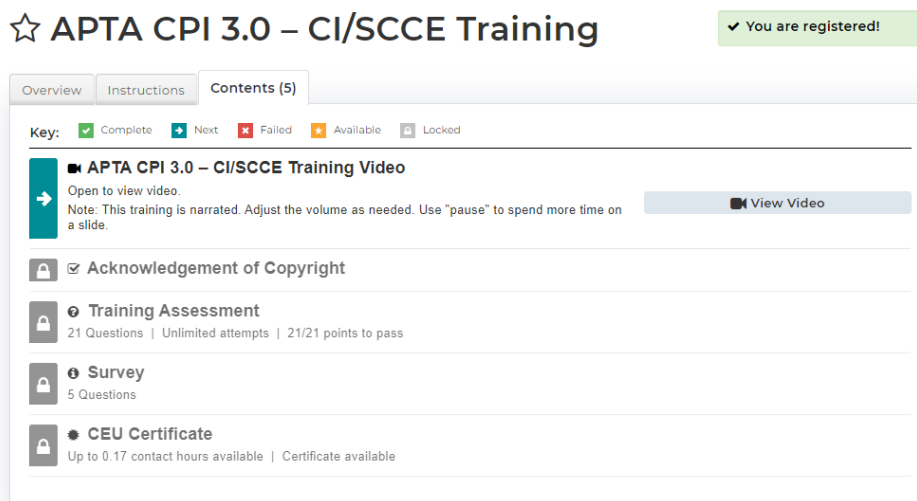 APTA CPI 3.0 – CI/SCCE Training
You are registered!
Overview Instructions Contents (5)
Key: Complete Next Failed Available Locked
APTA CPI 3.0 – CI/SCCE Training Video
Open to view video.
Note: This training is narrated. Adjust the volume as needed. Use "pause" to spend more time on
a slide.
View Video
Acknowledgement of Copyright
Training Assessment
21 Questions | Unlimited attempts | 21/21 points to pass
Survey
5 Questions
CEU Certificate
Up to 0.17 contact hours available | Certificate available